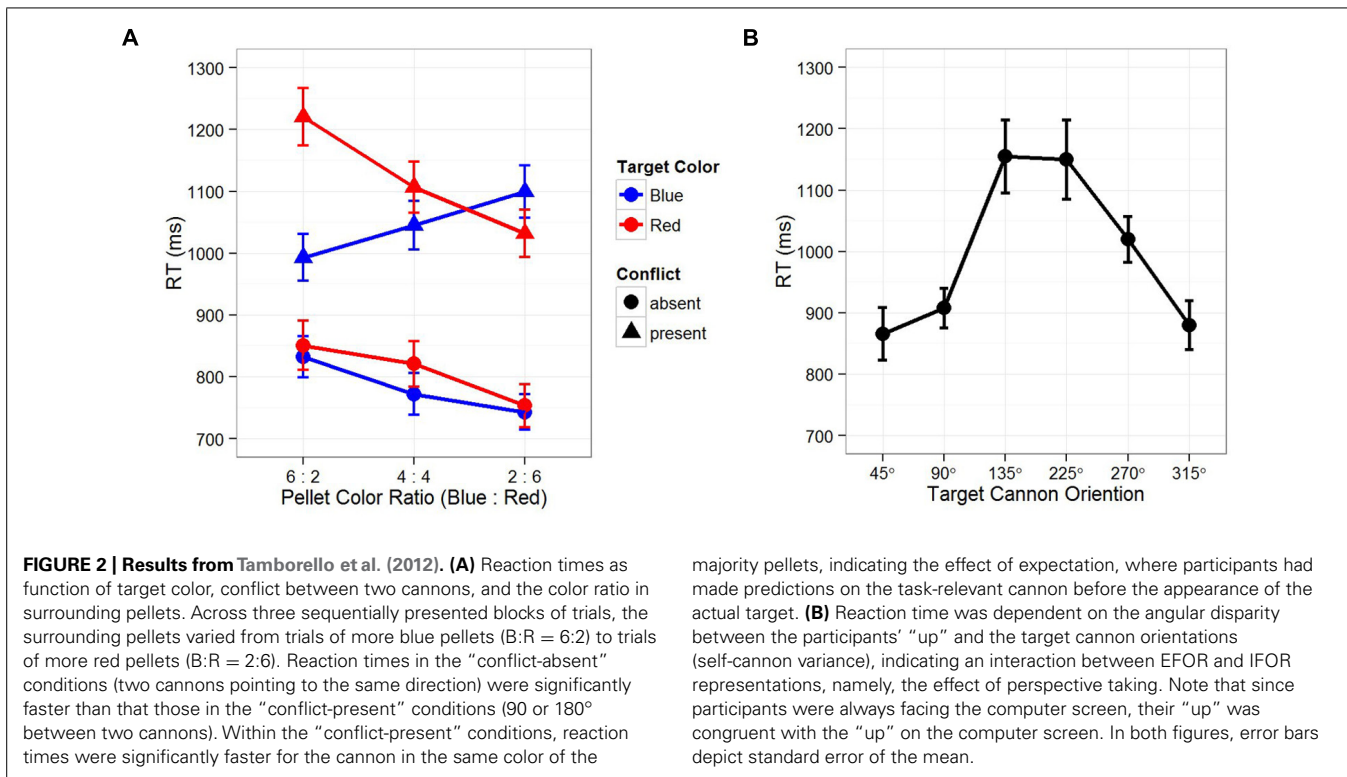 A
1300
1200
1100
1000
900
800
700
RT (ms)
6 : 2
4 : 4
2 : 6
Pellet Color Ratio (Blue : Red)
Target Color
Blue
Red
Conflict
absent
present
B
1300
1200
1100
1000
900
800
700
RT (ms)
45°
90°
135°
225°
270°
315°
Target Cannon Oriention
FIGURE 2 | Results from Tamborello et al. (2012). (A) Reaction times as
function of target color, conflict between two cannons, and the color ratio in
surrounding pellets. Across three sequentially presented blocks of trials, the
surrounding pellets varied from trials of more blue pellets (B:R = 6:2) to trials
of more red pellets (B:R = 2:6). Reaction times in the “conflict-absent”
conditions (two cannons pointing to the same direction) were significantly
faster than that those in the “conflict-present” conditions (90 or 180°
between two cannons). Within the “conflict-present” conditions, reaction
times were significantly faster for the cannon in the same color of the
majority pellets, indicating the effect of expectation, where participants had
made predictions on the task-relevant cannon before the appearance of the
actual target. (B) Reaction time was dependent on the angular disparity
between the participants’ “up” and the target cannon orientations
(self-cannon variance), indicating an interaction between EFOR and IFOR
representations, namely, the effect of perspective taking. Note that since
participants were always facing the computer screen, their “up” was
congruent with the “up” on the computer screen. In both figures, error bars
depict standard error of the mean.